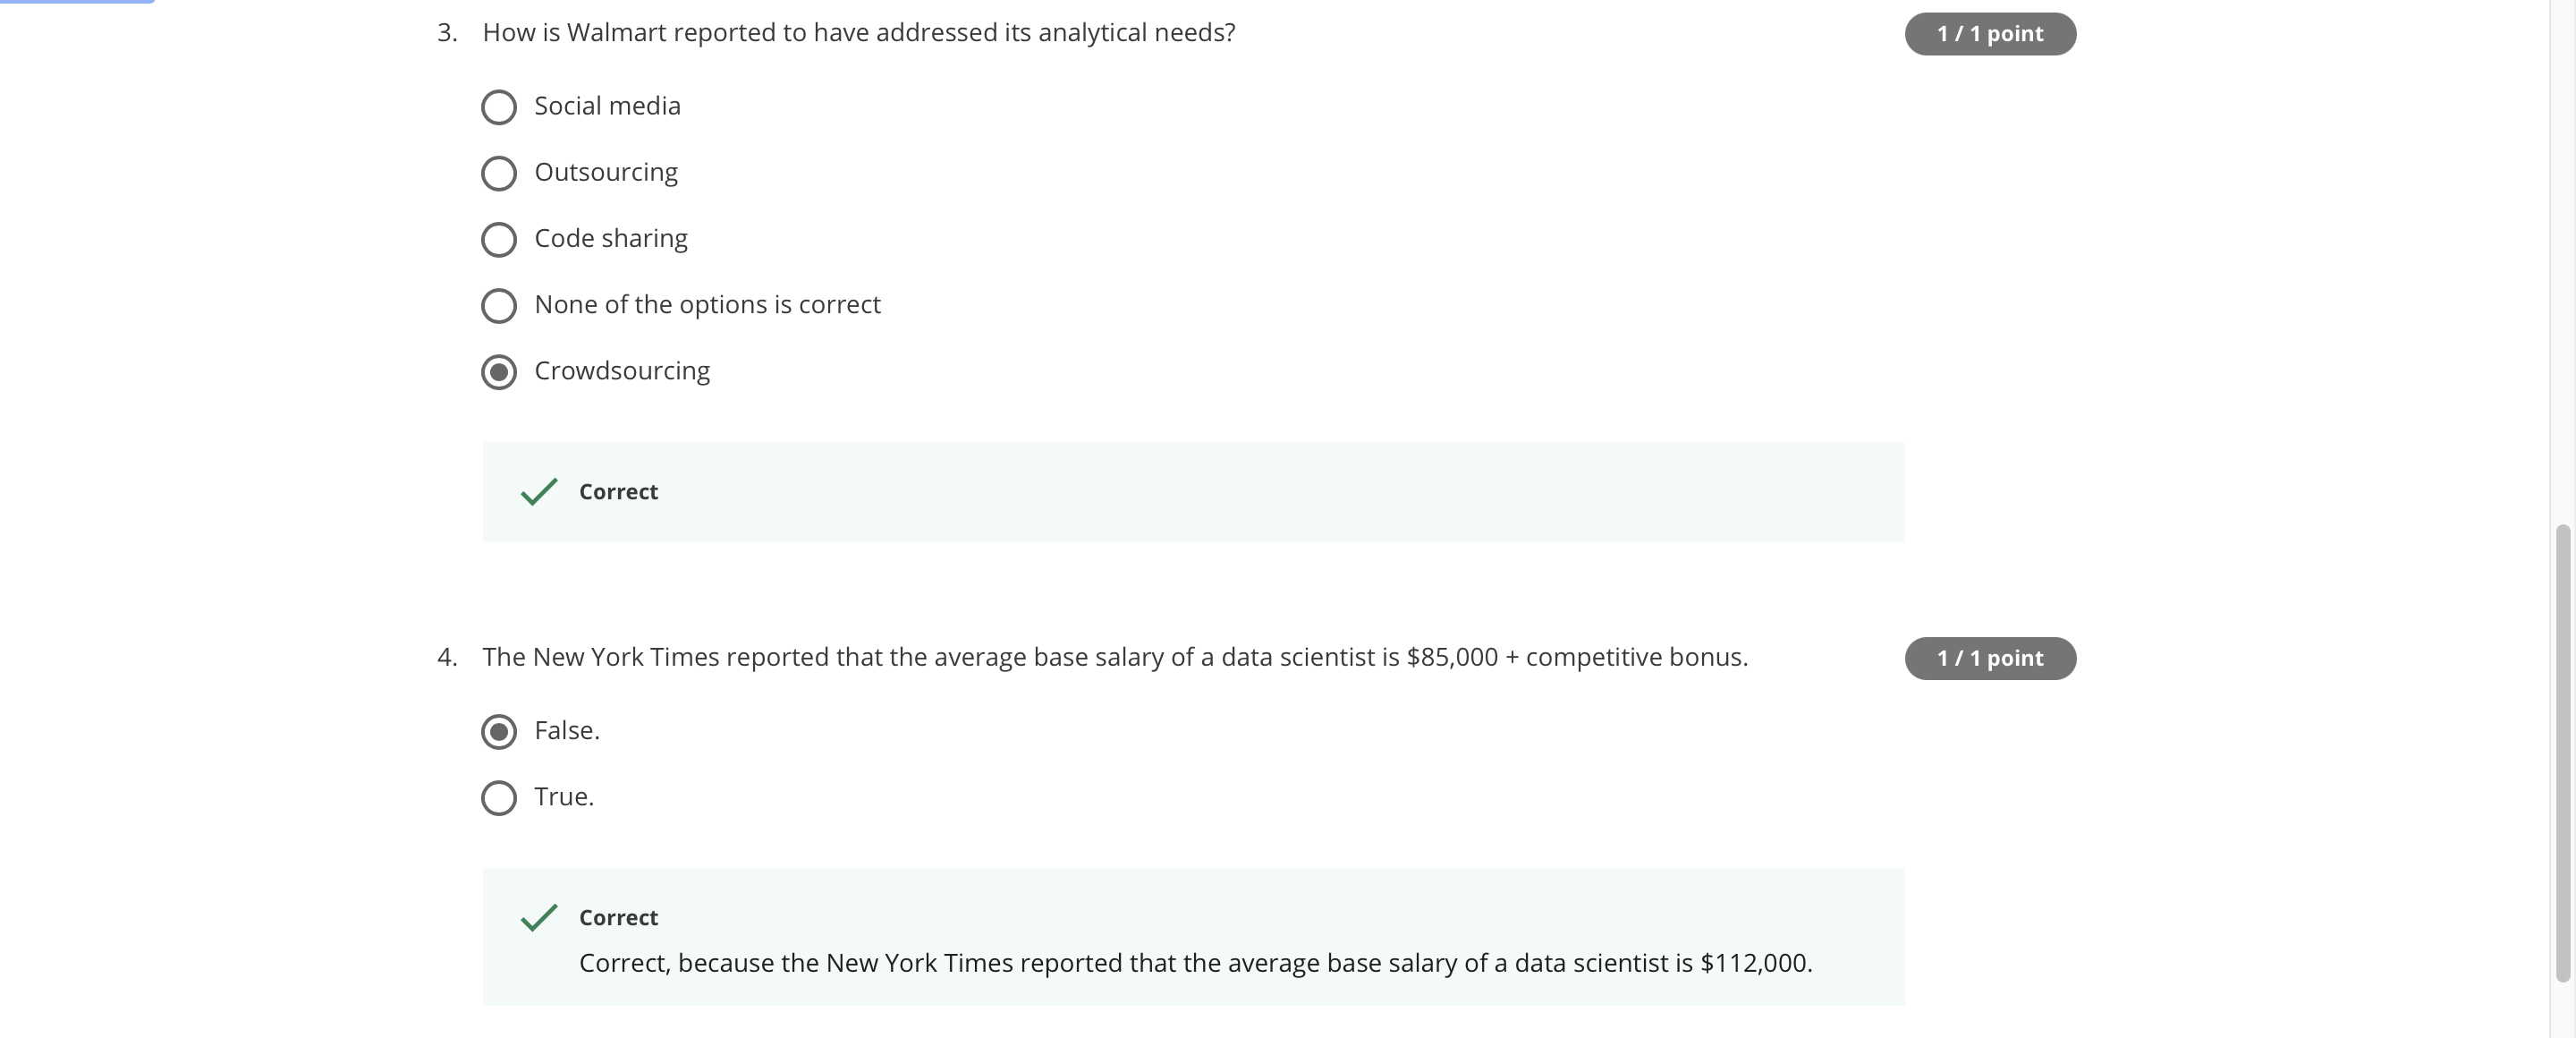 3. How is Walmart reported to have addressed its analytical needs?
1 / 1 point
Social media
Outsourcing
Code sharing
None of the options is correct
Crowdsourcing
Correct
4. The New York Times reported that the average base salary of a data scientist is $85,000 + competitive bonus.
1 / 1 point
False.
True.
Correct
Correct, because the New York Times reported that the average base salary of a data scientist is $112,000.